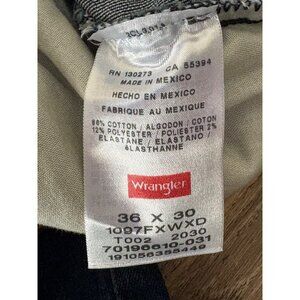 RN 130273 CA 55394
MADE IN MEXICO
HECHO EN MEXICO
FABRIQUE AU MEXIQUE
86% COTTON / ALGODON / COTON
12% POLYESTER / POLIESTER 2%
ELASTANE / ELASTANO /
ELASTHANNE
Wrangler
36 X 30
1097FXWXD
T002 2030
70196610-031
191056355449